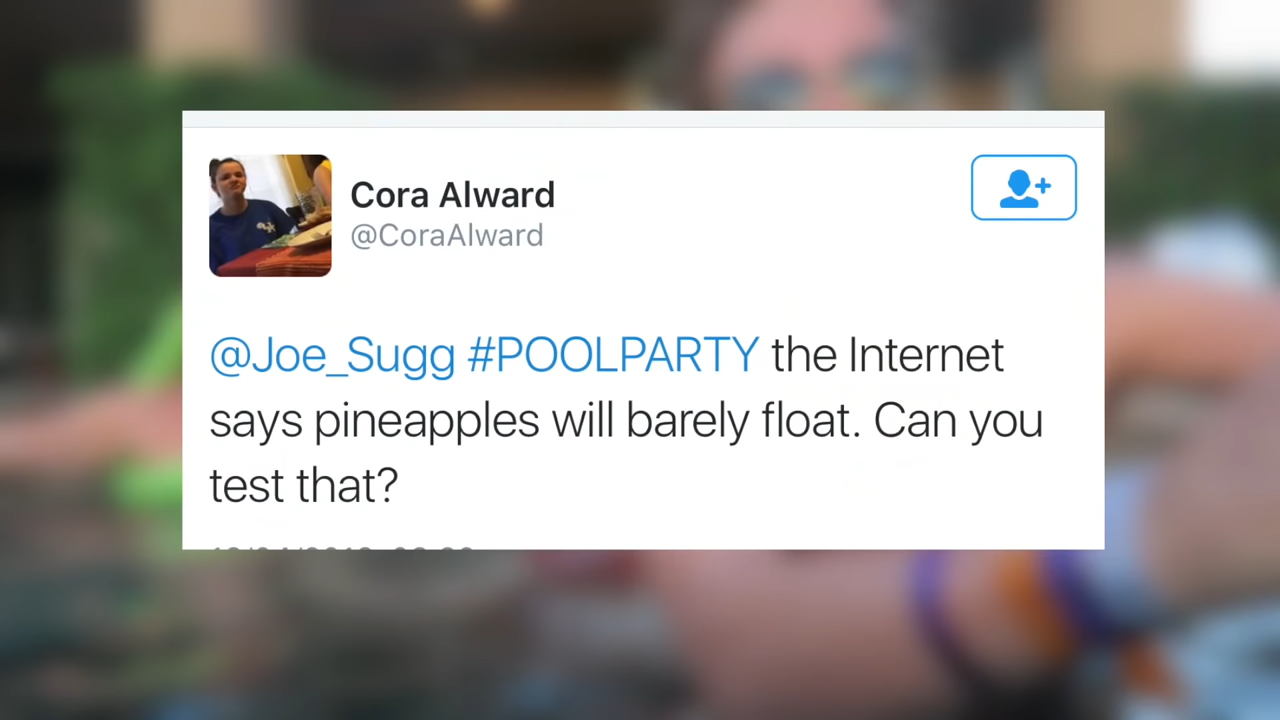 Cora Alward
@CoraAlward
@Joe_Sugg #POOLPARTY the Internet
says pineapples will barely float. Can you
test that?